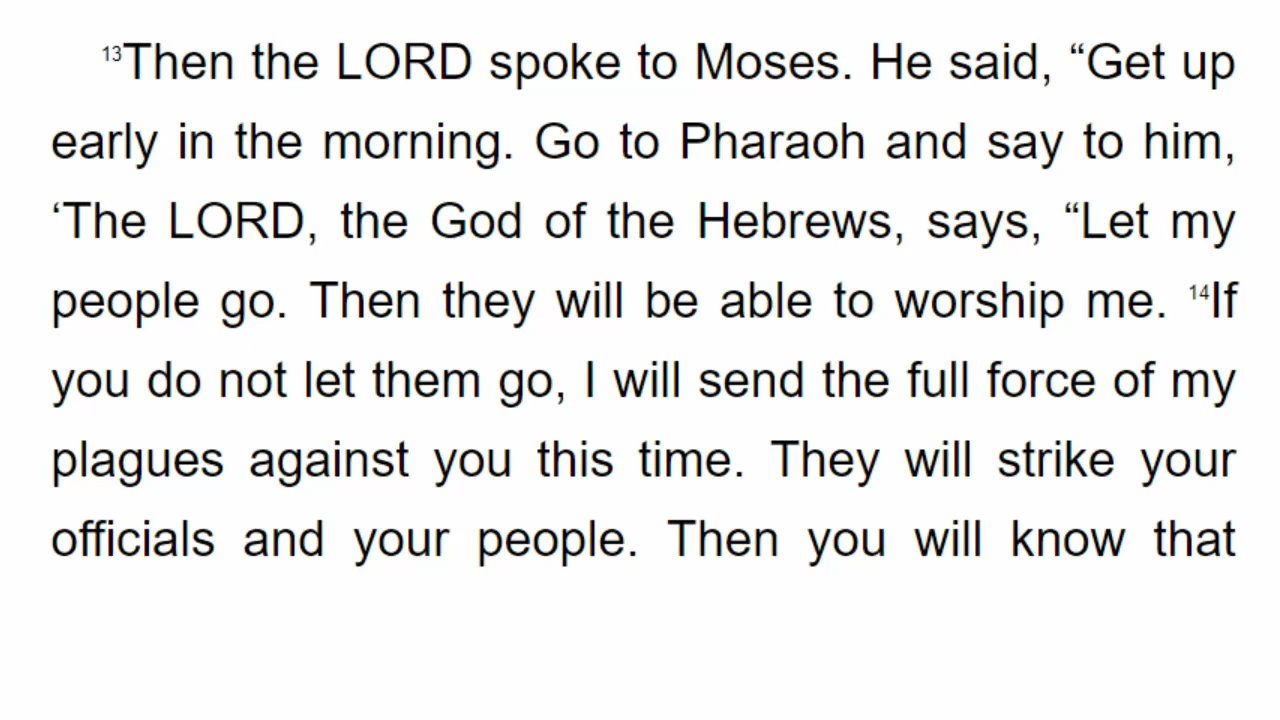 13Then the LORD spoke to Moses. He said, “Get up
early in the morning. Go to Pharaoh and say to him,
‘The LORD, the God of the Hebrews, says, “Let my
people go. Then they will be able to worship me. 14If
you do not let them go, I will send the full force of my
plagues against you this time. They will strike your
officials and your people. Then you will know that